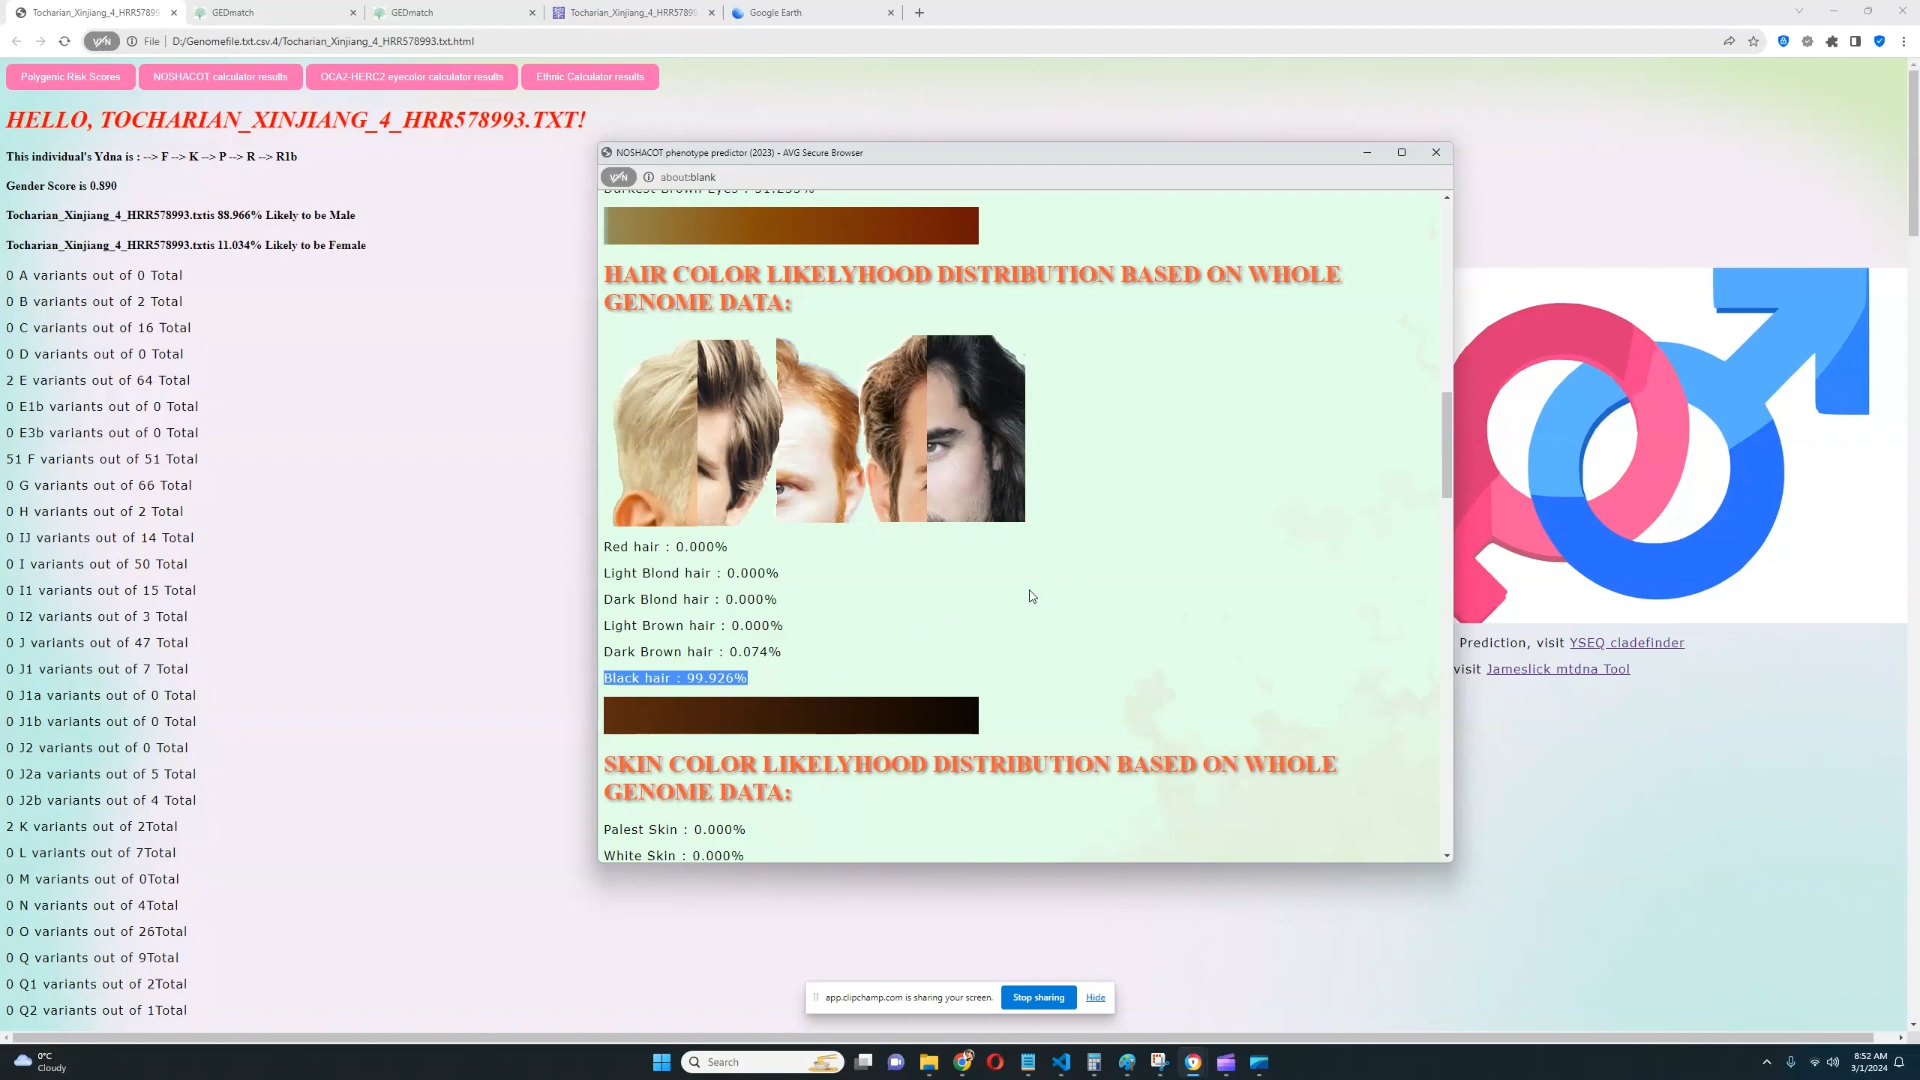 Tocharian_Xinjiang_4_HRR57899
GEDmatch
GEDmatch
Tocharian_Xinjiang_4_HRR57899
Google Earth
VPN
File
D:/Genomefile.txt.csv.4/Tocharian_Xinjiang_4_HRR578993.txt.html
Polygenic Risk Scores
NOSHACOT calculator results
OCA2-HERC2 eyecolor calculator results
Ethnic Calculator results
HELLO, TOCHARIAN_XINJIANG_4_HRR578993.TXT!
This individual's Ydna is : --> F --> K --> P --> R --> R1b
Gender Score is 0.890
Tocharian_Xinjiang_4_HRR578993.txtis 88.966% Likely to be Male
Tocharian_Xinjiang_4_HRR578993.txtis 11.034% Likely to be Female
0 A variants out of 0 Total
0 B variants out of 2 Total
0 C variants out of 16 Total
0 D variants out of 0 Total
2 E variants out of 64 Total
0 E1b variants out of 0 Total
0 E3b variants out of 0 Total
51 F variants out of 51 Total
0 G variants out of 66 Total
0 H variants out of 2 Total
0 IJ variants out of 14 Total
0 I variants out of 50 Total
0 I1 variants out of 15 Total
0 I2 variants out of 3 Total
0 J variants out of 47 Total
0 J1 variants out of 7 Total
0 J1a variants out of 0 Total
0 J1b variants out of 0 Total
0 J2 variants out of 0 Total
0 J2a variants out of 5 Total
0 J2b variants out of 4 Total
2 K variants out of 2Total
0 L variants out of 7Total
0 M variants out of 0Total
0 N variants out of 4Total
0 O variants out of 26Total
0 Q variants out of 9Total
0 Q1 variants out of 2Total
0 Q2 variants out of 1Total
NOSHACOT phenotype predictor (2023) - AVG Secure Browser
VPN
about:blank
Darkest Brown Eyes : 51.255%
HAIR COLOR LIKELYHOOD DISTRIBUTION BASED ON WHOLE
GENOME DATA:
Red hair : 0.000%
Light Blond hair : 0.000%
Dark Blond hair : 0.000%
Light Brown hair : 0.000%
Dark Brown hair : 0.074%
Black hair : 99.926%
SKIN COLOR LIKELYHOOD DISTRIBUTION BASED ON WHOLE
GENOME DATA:
Palest Skin : 0.000%
White Skin : 0.000%
Prediction, visit YSEQ cladefinder
visit Jameslick mtdna Tool
app.clipchamp.com is sharing your screen.
Stop sharing
Hide
0°C
Cloudy
Search
8:52 AM
3/1/2024